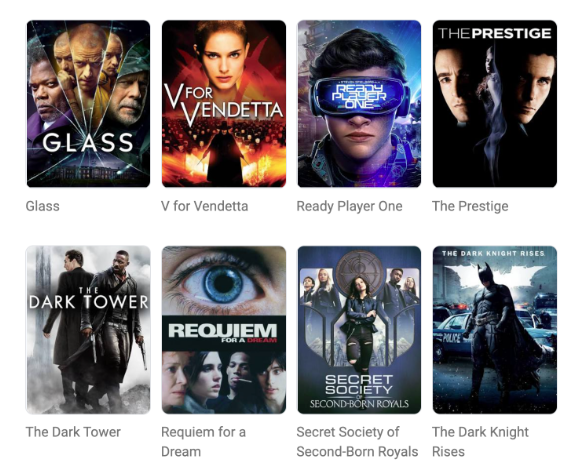 GLASS
V FOR
VENDETTA
READY
PLAYER
ONE
THE PRESTIGE
Glass
V for Vendetta
Ready Player One
The Prestige
THE
DARK TOWER
REQUIEM
FOR A DREAM
SECRET
SOCIETY
OF
SECOND-BORN ROYALS
THE DARK KNIGHT RISES
POLICE
The Dark Tower
Requiem for a
Dream
Secret Society of
Second-Born Royals
The Dark Knight
Rises